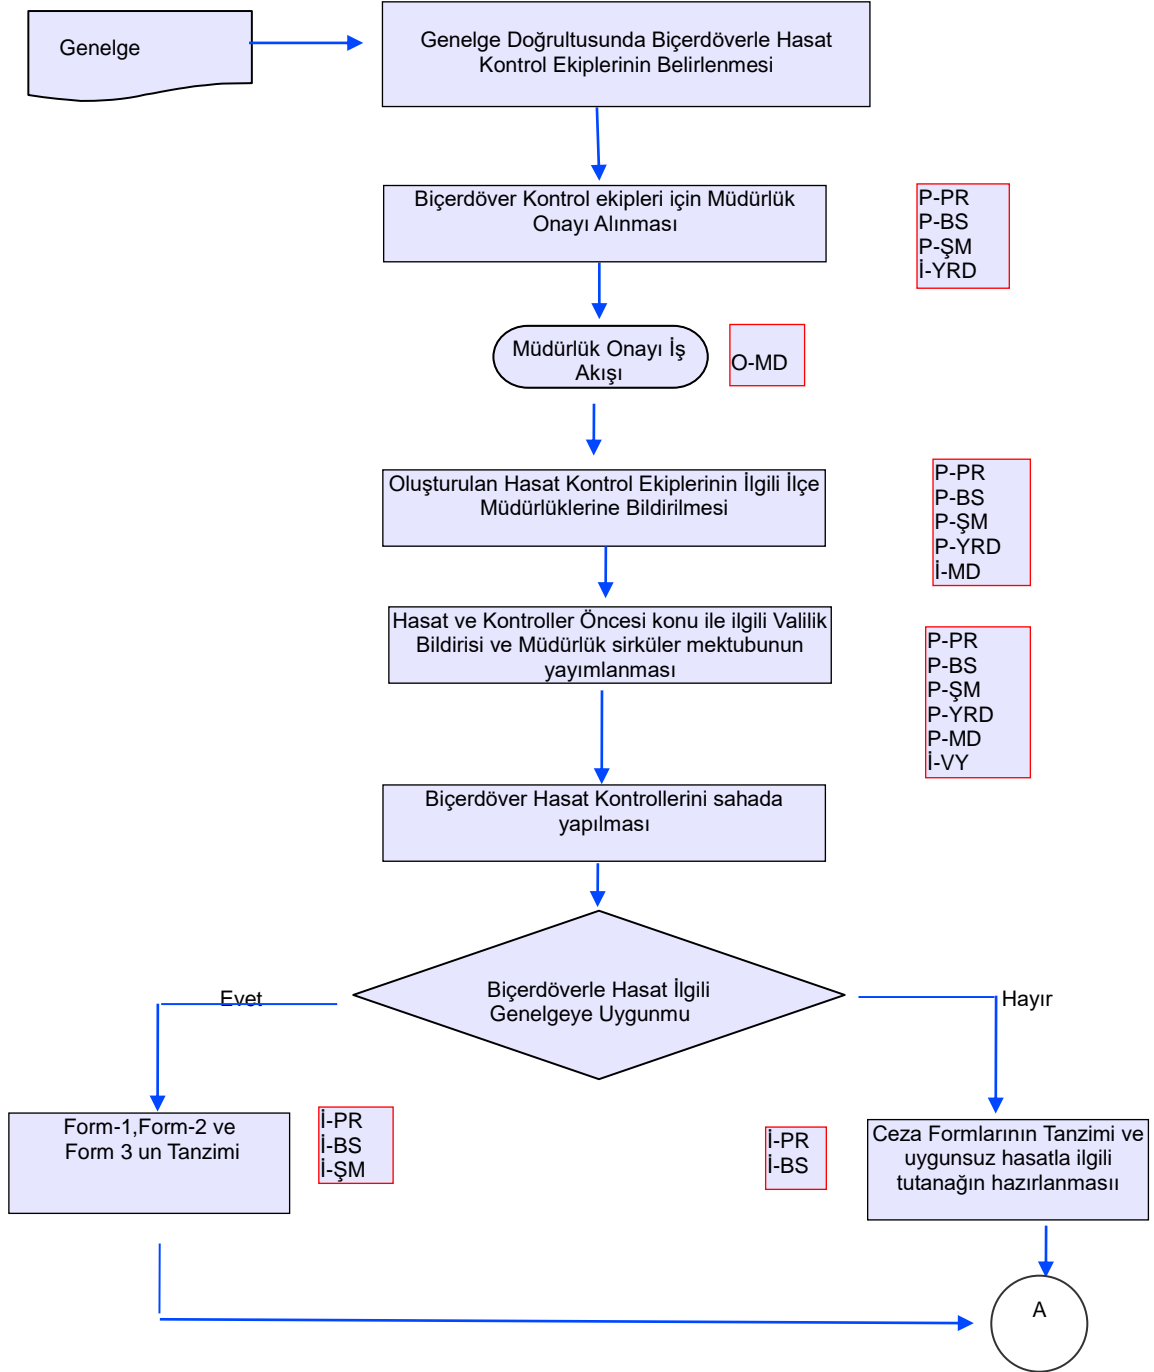 Genelge
Genelge Doğrultusunda Biçerdöverle Hasat
Kontrol Ekiplerinin Belirlenmesi
Biçerdöver Kontrol ekipleri için Müdürlük
Onayı Alınması
P-PR
P-BS
P-ŞM
İ-YRD
Müdürlük Onayı İş
Akışı
O-MD
Oluşturulan Hasat Kontrol Ekiplerinin İlgili İlçe
Müdürlüklerine Bildirilmesi
P-PR
P-BS
P-ŞM
P-YRD
İ-MD
Hasat ve Kontroller Öncesi konu ile ilgili Valilik
Bildirisi ve Müdürlük sirküler mektubunun
yayımlanması
P-PR
P-BS
P-ŞM
P-YRD
P-MD
İ-VY
Biçerdöver Hasat Kontrollerini sahada
yapılması
Biçerdöverle Hasat İlgili
Genelgeye Uygunmu
Evet
Hayır
Form-1,Form-2 ve
Form 3 un Tanzimi
İ-PR
İ-BS
İ-ŞM
İ-PR
İ-BS
Ceza Formlarının Tanzimi ve
uygunsuz hasatla ilgili
tutanağın hazırlanmasıı
A